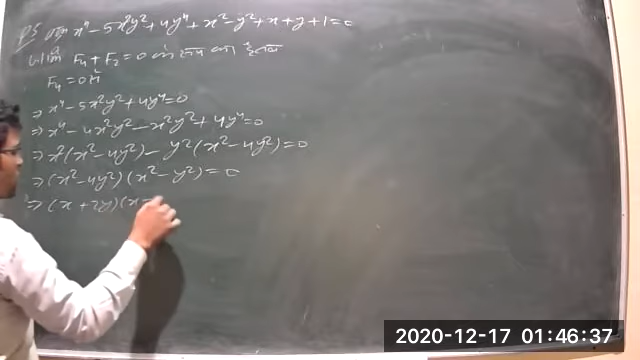 x⁴ - 5x²y² + 4y⁴ + x² - y² + x + y + 1 = 0
F₄ + F₂ = 0 के रूप का है
F₄ = 0 से
⇒ x⁴ - 5x²y² + 4y⁴ = 0
⇒ x⁴ - 4x²y² - x²y² + 4y⁴ = 0
⇒ x²(x² - 4y²) - y²(x² - 4y²) = 0
⇒ (x² - 4y²)(x² - y²) = 0
⇒ (x + 2y)(x -
2020-12-17 01:46:37